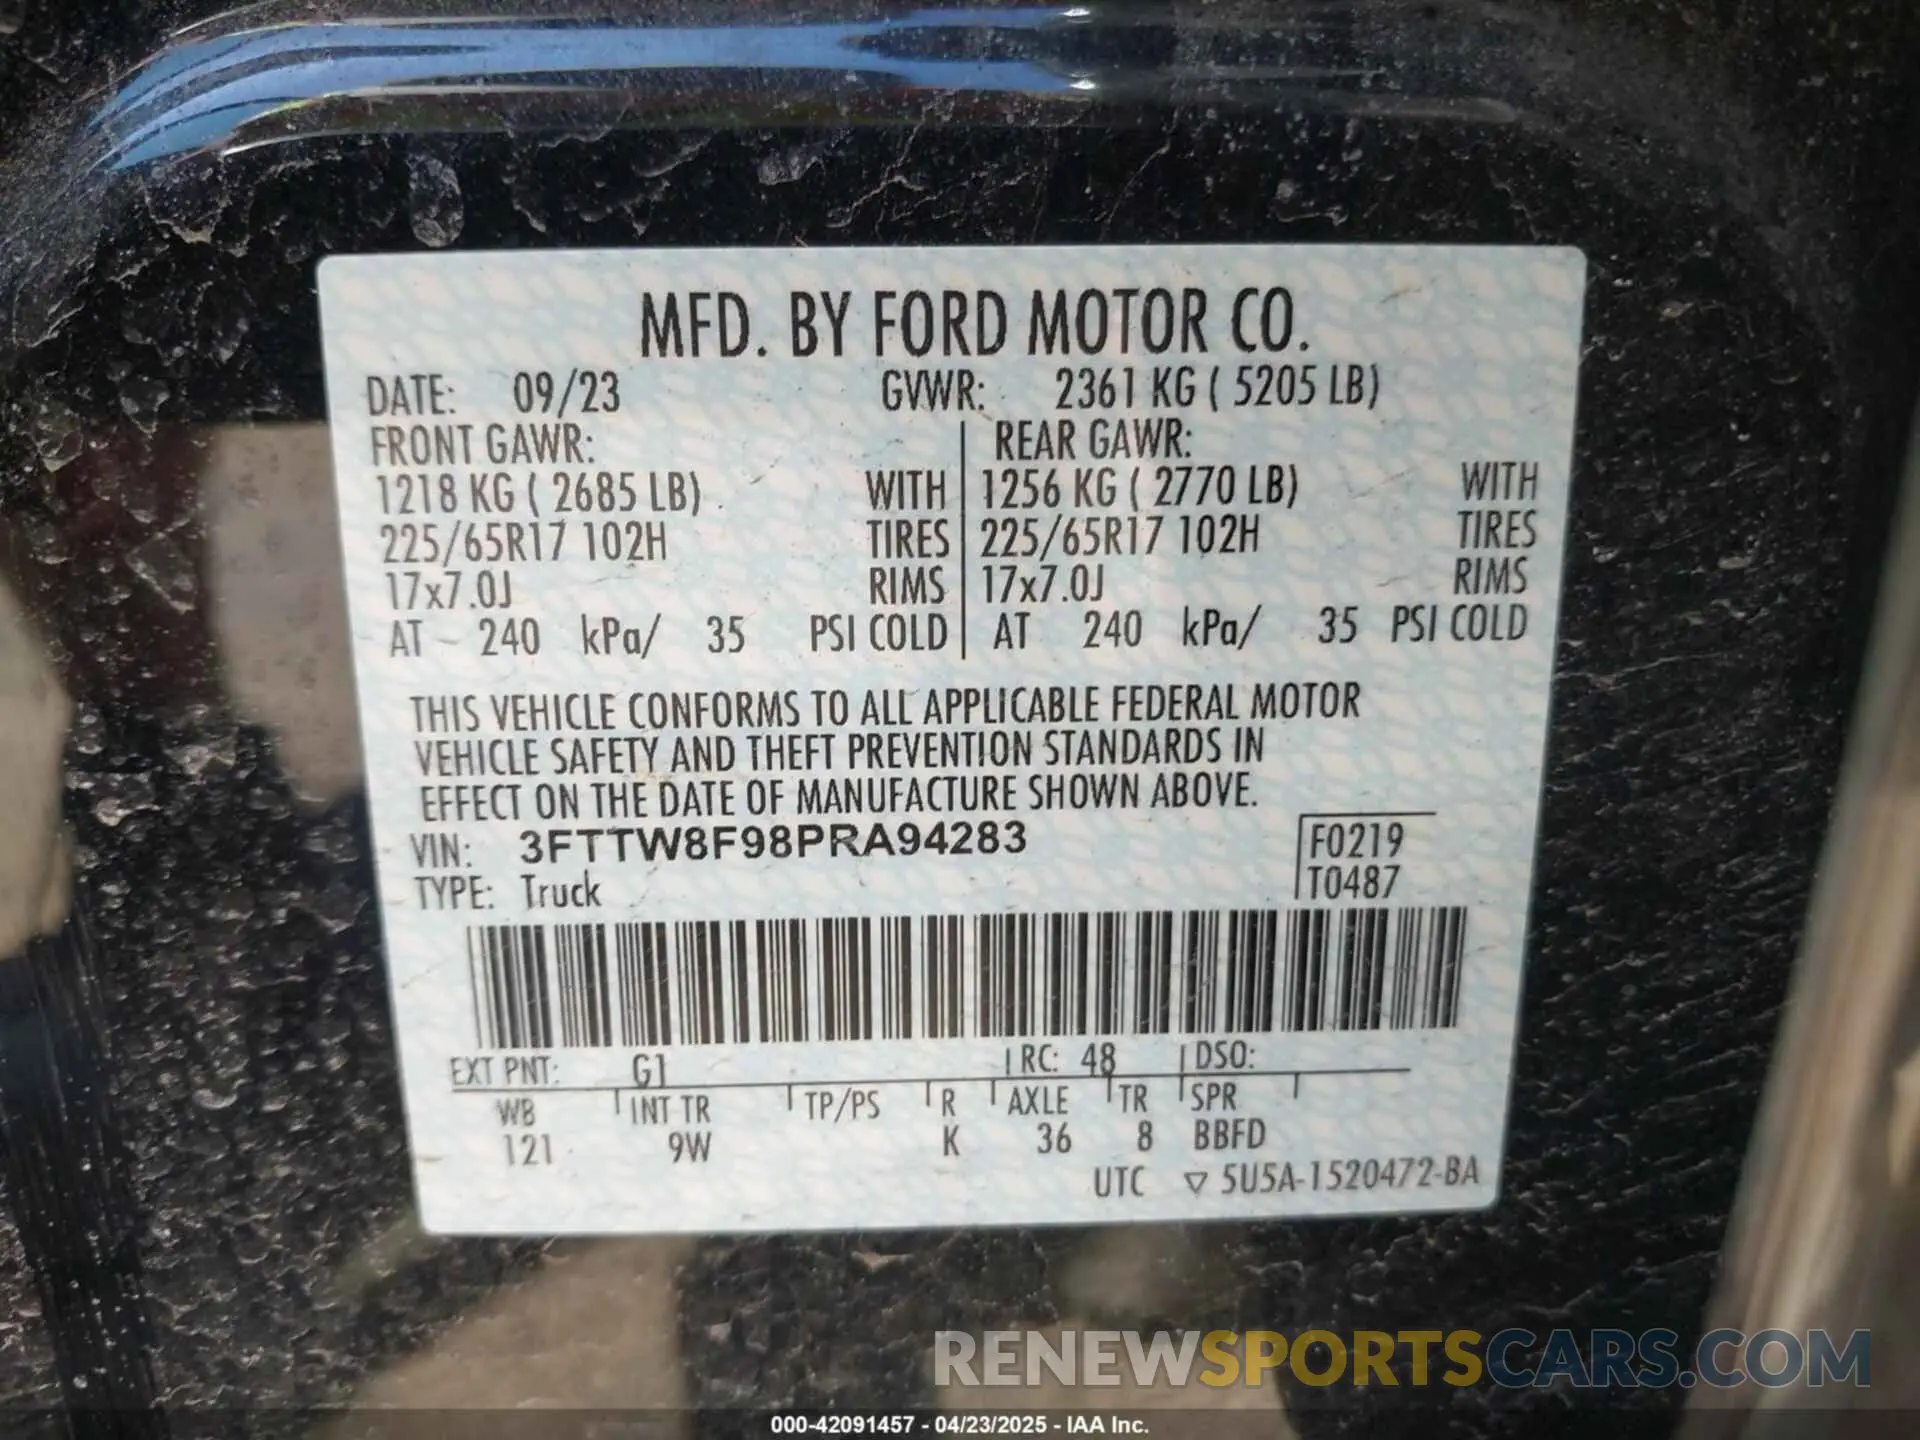 MFD. BY FORD MOTOR CO.
DATE: 09/23 GVWR: 2361 KG ( 5205 LB)
FRONT GAWR: REAR GAWR:
1218 KG ( 2685 LB) WITH 1256 KG ( 2770 LB) WITH
225/65R17 102H TIRES 225/65R17 102H TIRES
17x7.0J RIMS 17x7.0J RIMS
AT 240 kPa/ 35 PSI COLD AT 240 kPa/ 35 PSI COLD
THIS VEHICLE CONFORMS TO ALL APPLICABLE FEDERAL MOTOR
VEHICLE SAFETY AND THEFT PREVENTION STANDARDS IN
EFFECT ON THE DATE OF MANUFACTURE SHOWN ABOVE.
VIN: 3FTTW8F98PRA94283 F0219
TYPE: Truck T0487
EXT PNT: G1 RC: 48 DSO:
WB INT TR TP/PS R AXLE TR SPR
121 9W K 36 8 BBFD
UTC ▽ 5U5A-1520472-BA
RENEWSPORTSCARS.COM
000-42091457 - 04/23/2025 - IAA Inc.